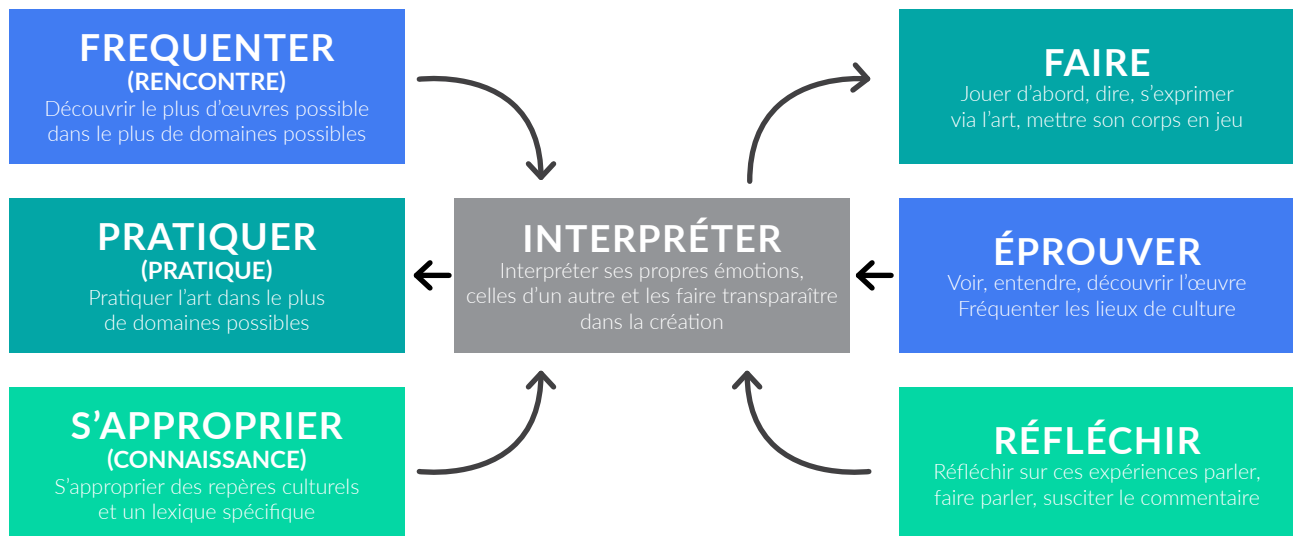 FREQUENTER
(RENCONTRE)
Découvrir le plus d’œuvres possible
dans le plus de domaines possibles
PRATIQUER
(PRATIQUE)
Pratiquer l’art dans le plus
de domaines possibles
S’APPROPRIER
(CONNAISSANCE)
S’approprier des repères culturels
et un lexique spécifique
INTERPRÉTER
Interpréter ses propres émotions,
celles d’un autre et les faire transparaître
dans la création
FAIRE
Jouer d’abord, dire, s’exprimer
via l’art, mettre son corps en jeu
ÉPROUVER
Voir, entendre, découvrir l’œuvre
Fréquenter les lieux de culture
RÉFLÉCHIR
Réfléchir sur ces expériences parler,
faire parler, susciter le commentaire